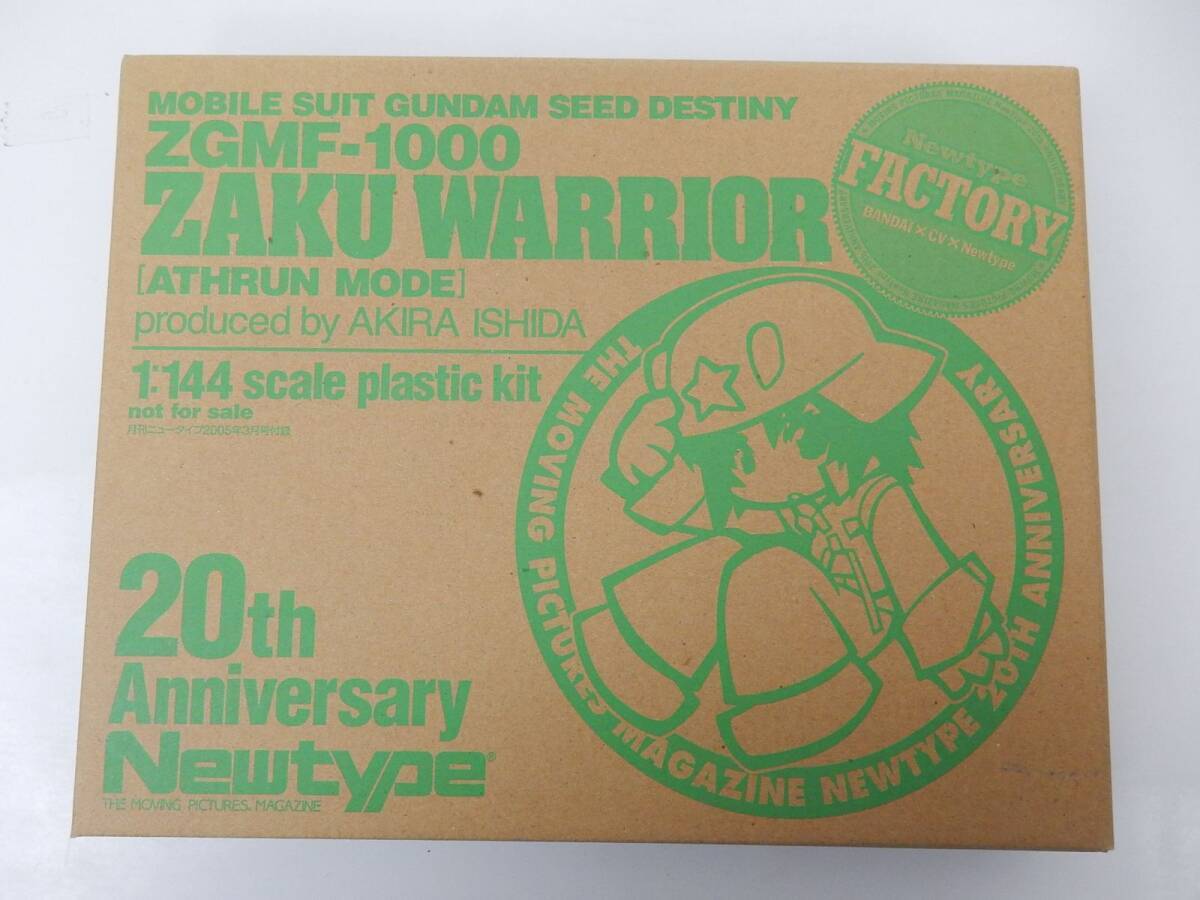 MOBILE SUIT GUNDAM SEED DESTINY
ZGMF-1000
ZAKU WARRIOR
[ATHRUN MODE]
produced by AKIRA ISHIDA
1:144 scale plastic kit
not for sale
月刊ニュータイプ2005年3月号付録
Newtype
FACTORY
BANDAI×CV×Newtype
THE MOVING PICTURES MAGAZINE NEWTYPE 20TH ANNIVERSARY
20th
Anniversary
Newtype®
THE MOVING PICTURES MAGAZINE